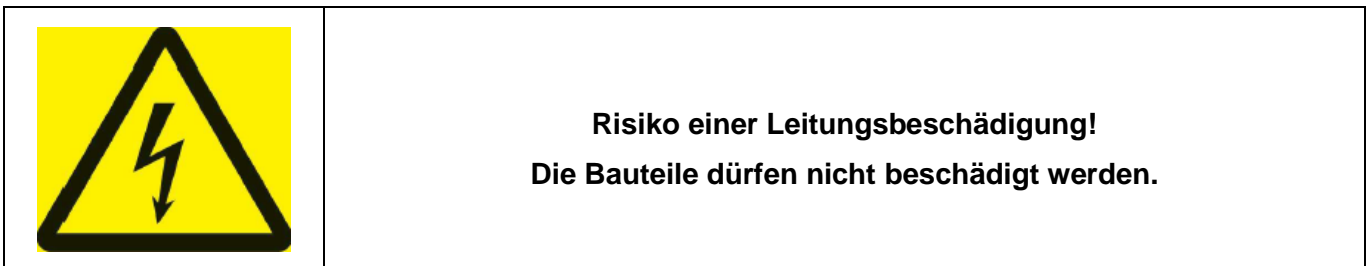 Risiko einer Leitungsbeschädigung!
Die Bauteile dürfen nicht beschädigt werden.